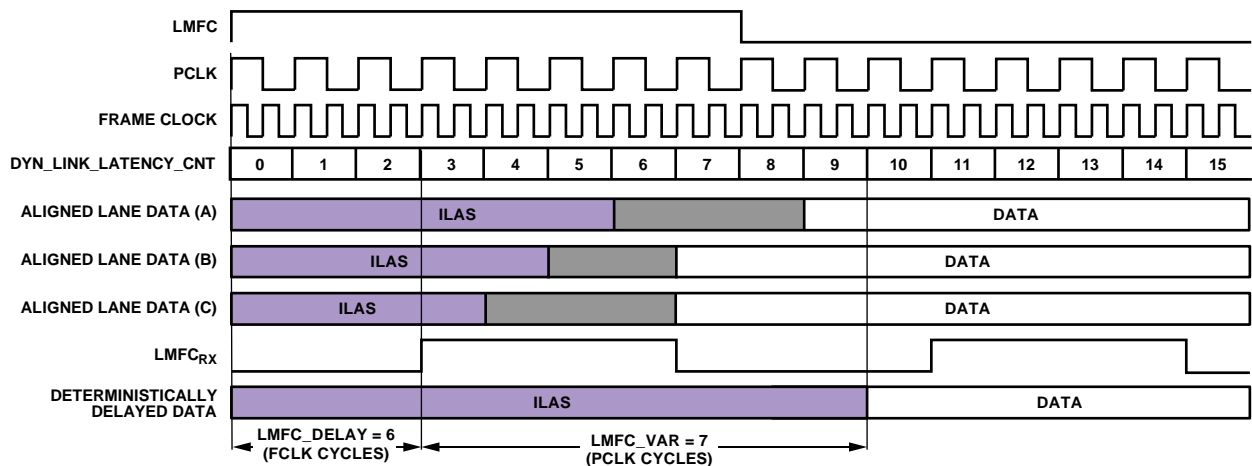 LMFC
PCLK
FRAME CLOCK
DYN_LINK_LATENCY_CNT 0 1 2 3 4 5 6 7 8 9 10 11 12 13 14 15
ALIGNED LANE DATA (A) ILAS DATA
ALIGNED LANE DATA (B) ILAS DATA
ALIGNED LANE DATA (C) ILAS DATA
LMFCRX
DETERMINISTICALLY
DELAYED DATA
ILAS DATA
LMFC_DELAY = 6
(FCLK CYCLES)
LMFC_VAR = 7
(PCLK CYCLES)